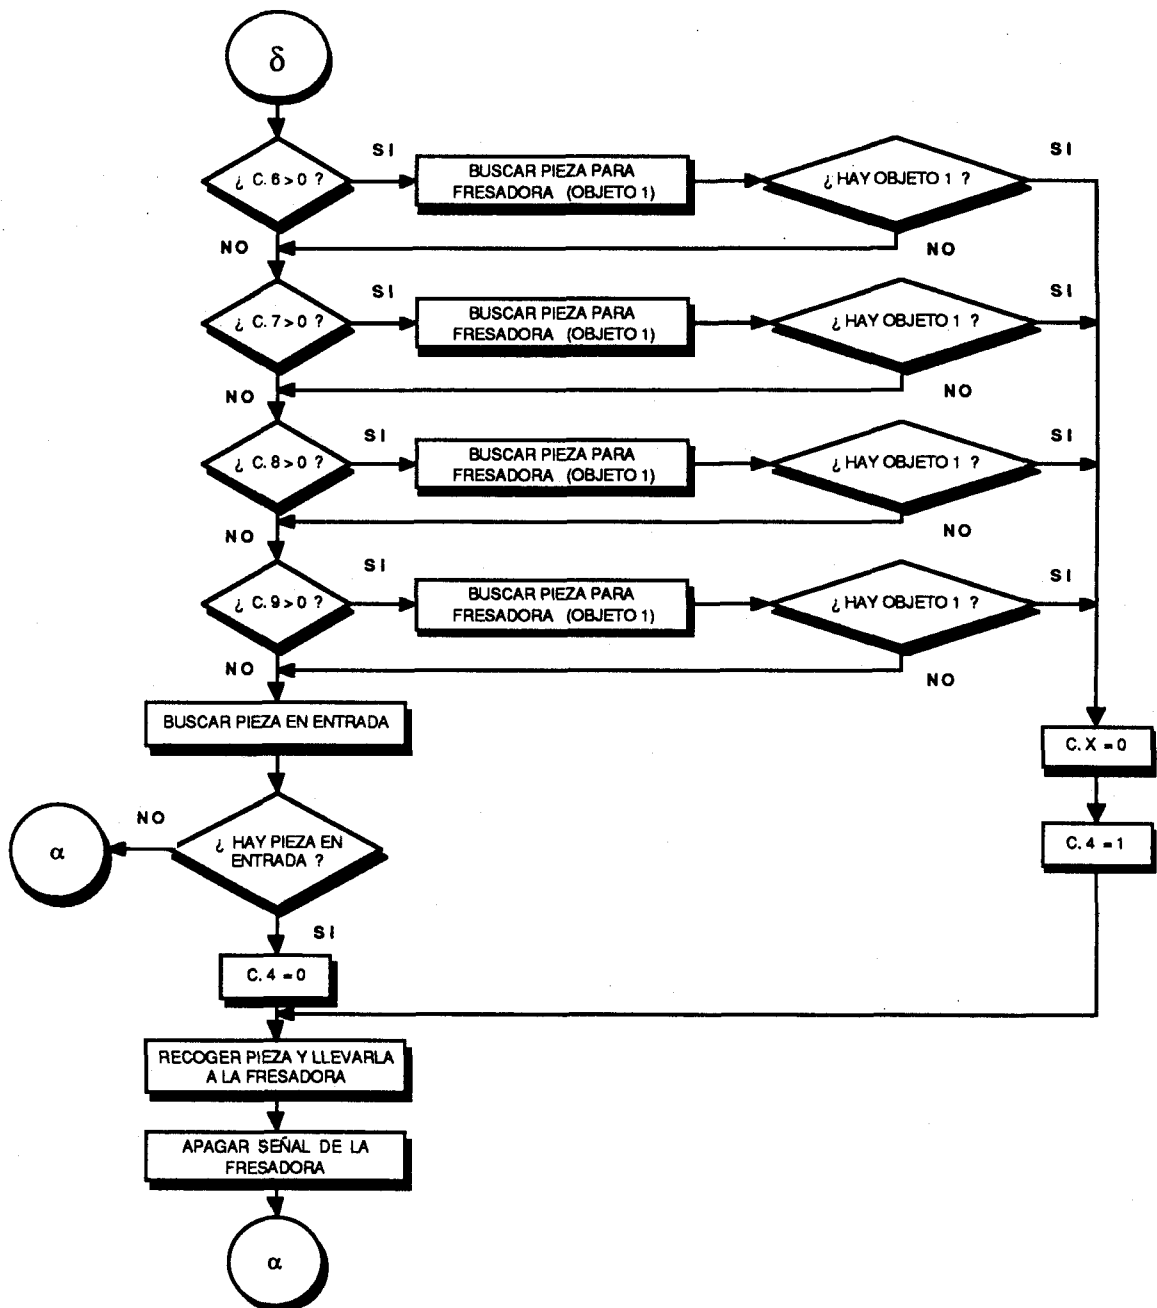 δ
¿ C.6>0 ?
SI
BUSCAR PIEZA PARA
FRESADORA (OBJETO 1)
¿ HAY OBJETO 1 ?
SI
NO
NO
¿ C.7>0 ?
SI
BUSCAR PIEZA PARA
FRESADORA (OBJETO 1)
¿ HAY OBJETO 1 ?
SI
NO
NO
¿ C.8>0 ?
SI
BUSCAR PIEZA PARA
FRESADORA (OBJETO 1)
¿ HAY OBJETO 1 ?
SI
NO
NO
¿ C.9>0 ?
SI
BUSCAR PIEZA PARA
FRESADORA (OBJETO 1)
¿ HAY OBJETO 1 ?
SI
NO
NO
BUSCAR PIEZA EN ENTRADA
C.X = 0
NO
¿ HAY PIEZA EN
ENTRADA ?
α
C.4 = 1
SI
C.4 = 0
RECOGER PIEZA Y LLEVARLA
A LA FRESADORA
APAGAR SEÑAL DE LA
FRESADORA
α